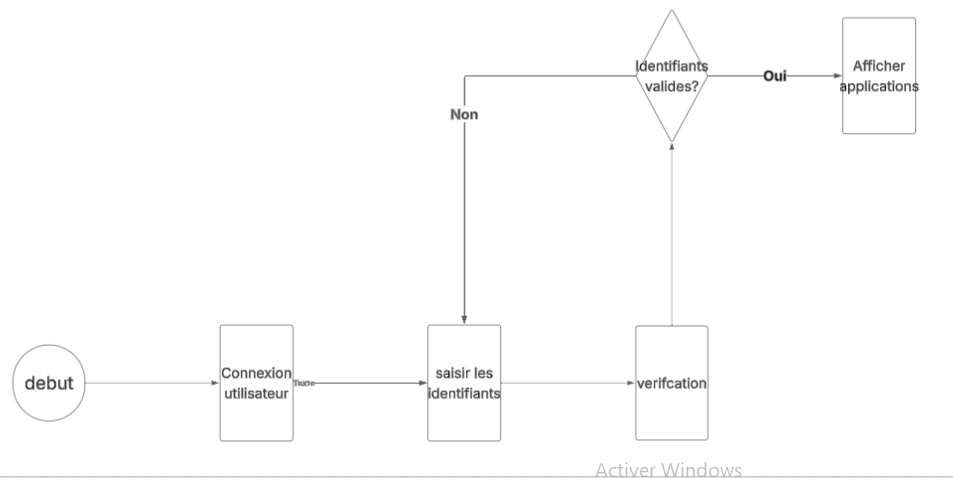 Identifiants
valides?
Oui
Afficher
applications
Non
debut
Connexion
utilisateur
Texte
saisir les
identifiants
verifcation
Activer Windows